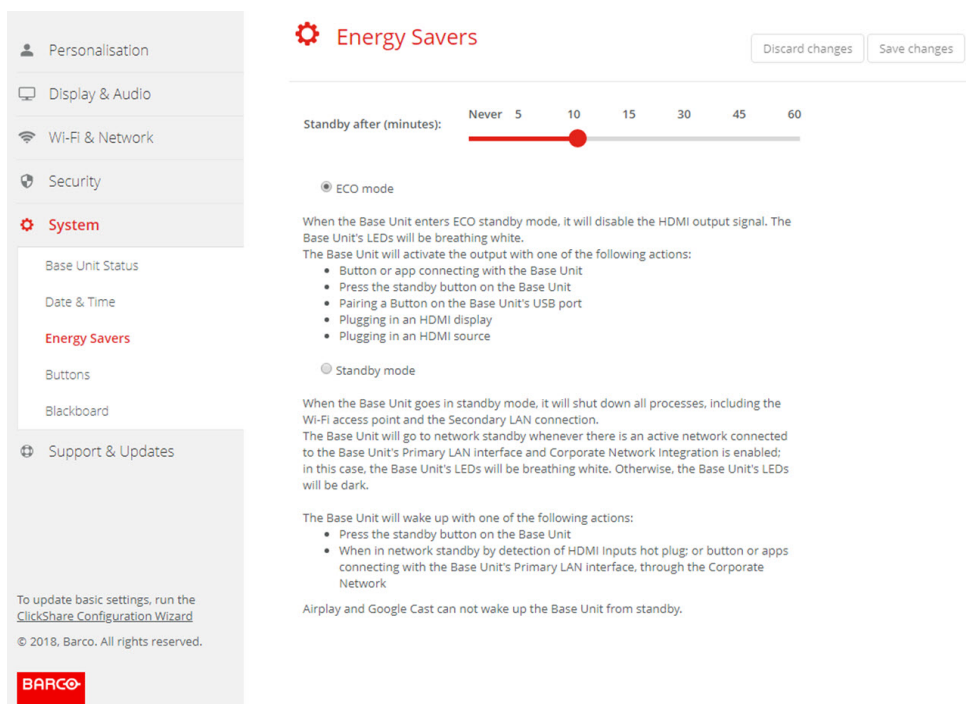 Personalisation
Display & Audio
Wi-Fi & Network
Security
System
Base Unit Status
Date & Time
Energy Savers
Buttons
Blackboard
Support & Updates
To update basic settings, run the
ClickShare Configuration Wizard
© 2018, Barco. All rights reserved.
BARCO
Energy Savers
Discard changes
Save changes
Standby after (minutes):
Never 5 10 15 30 45 60
ECO mode
When the Base Unit enters ECO standby mode, it will disable the HDMI output signal. The
Base Unit's LEDs will be breathing white.
The Base Unit will activate the output with one of the following actions:
• Button or app connecting with the Base Unit
• Press the standby button on the Base Unit
• Pairing a Button on the Base Unit's USB port
• Plugging in an HDMI display
• Plugging in an HDMI source
Standby mode
When the Base Unit goes in standby mode, it will shut down all processes, including the
Wi-Fi access point and the Secondary LAN connection.
The Base Unit will go to network standby whenever there is an active network connected
to the Base Unit's Primary LAN interface and Corporate Network Integration is enabled;
in this case, the Base Unit's LEDs will be breathing white. Otherwise, the Base Unit's LEDs
will be dark.
The Base Unit will wake up with one of the following actions:
• Press the standby button on the Base Unit
• When in network standby by detection of HDMI Inputs hot plug; or button or apps
connecting with the Base Unit's Primary LAN interface, through the Corporate
Network
Airplay and Google Cast can not wake up the Base Unit from standby.